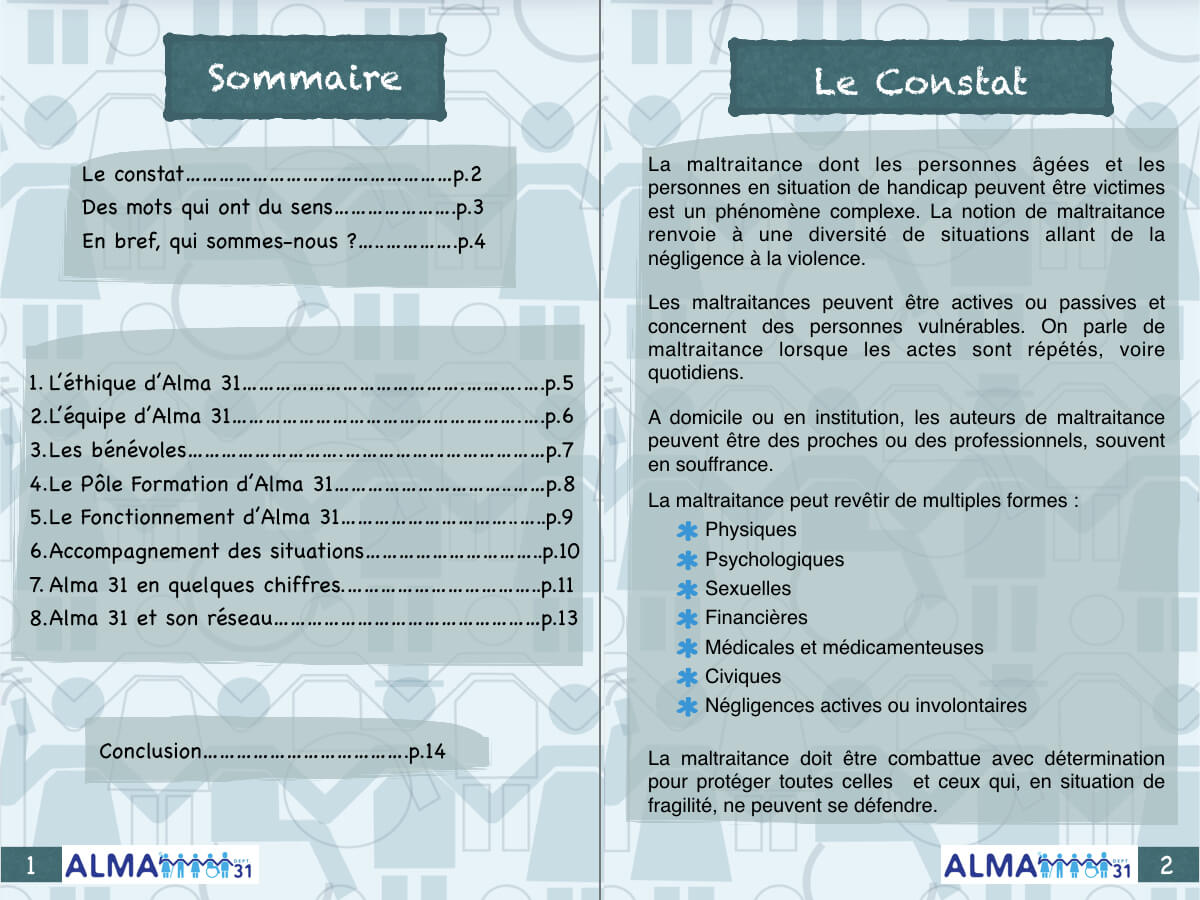 Sommaire
Le constat…………………………………………p.2
Des mots qui ont du sens………………….p.3
En bref, qui sommes-nous ?……………..p.4
1. L’éthique d’Alma 31……………………………………………….p.5
2.L’équipe d’Alma 31………………………………………………….p.6
3.Les bénévoles……………………………………………………….p.7
4.Le Pôle Formation d’Alma 31………………………………..p.8
5.Le Fonctionnement d’Alma 31……………………………….p.9
6.Accompagnement des situations…………………………..p.10
7. Alma 31 en quelques chiffres………………………………..p.11
8.Alma 31 et son réseau…………………………………………p.13
Conclusion……………………………….p.14
1
ALMA DEPT 31
Le Constat
La maltraitance dont les personnes âgées et les
personnes en situation de handicap peuvent être victimes
est un phénomène complexe. La notion de maltraitance
renvoie à une diversité de situations allant de la
négligence à la violence.
Les maltraitances peuvent être actives ou passives et
concernent des personnes vulnérables. On parle de
maltraitance lorsque les actes sont répétés, voire
quotidiens.
A domicile ou en institution, les auteurs de maltraitance
peuvent être des proches ou des professionnels, souvent
en souffrance.
La maltraitance peut revêtir de multiples formes :
Physiques
Psychologiques
Sexuelles
Financières
Médicales et médicamenteuses
Civiques
Négligences actives ou involontaires
La maltraitance doit être combattue avec détermination
pour protéger toutes celles et ceux qui, en situation de
fragilité, ne peuvent se défendre.
ALMA DEPT 31
2